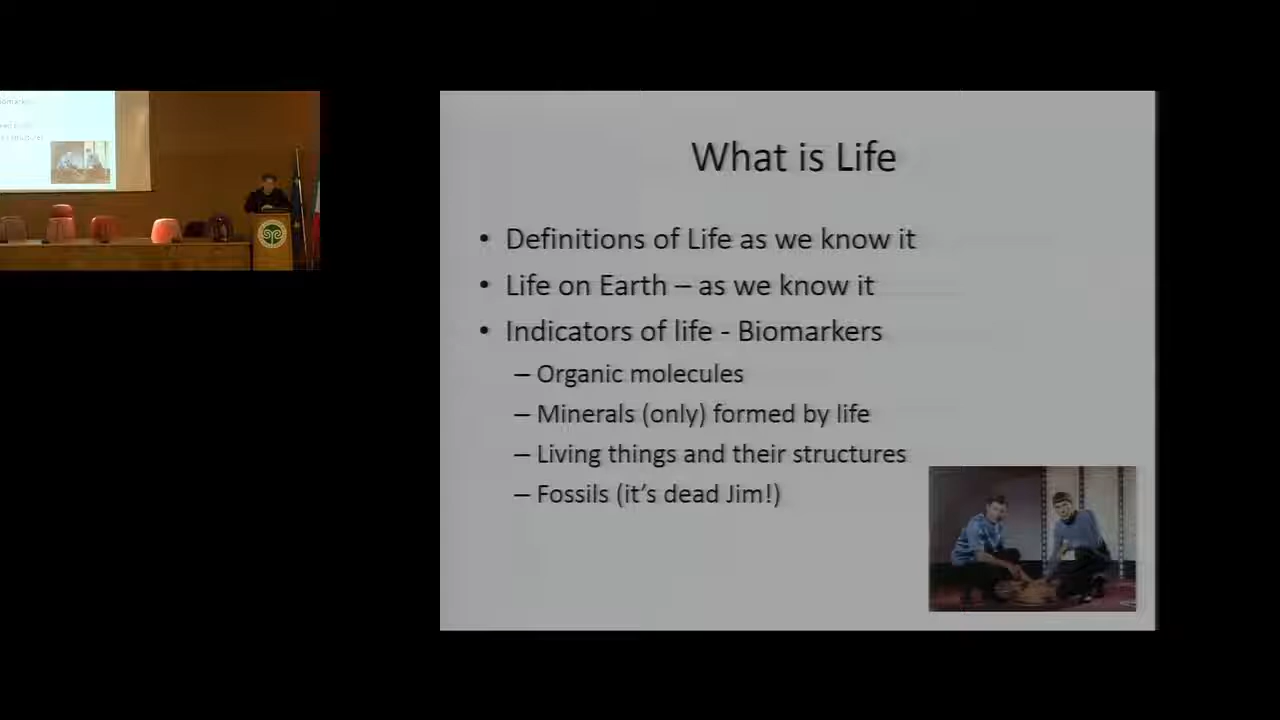 What is Life
• Definitions of Life as we know it
• Life on Earth – as we know it
• Indicators of life - Biomarkers
– Organic molecules
– Minerals (only) formed by life
– Living things and their structures
– Fossils (it’s dead Jim!)